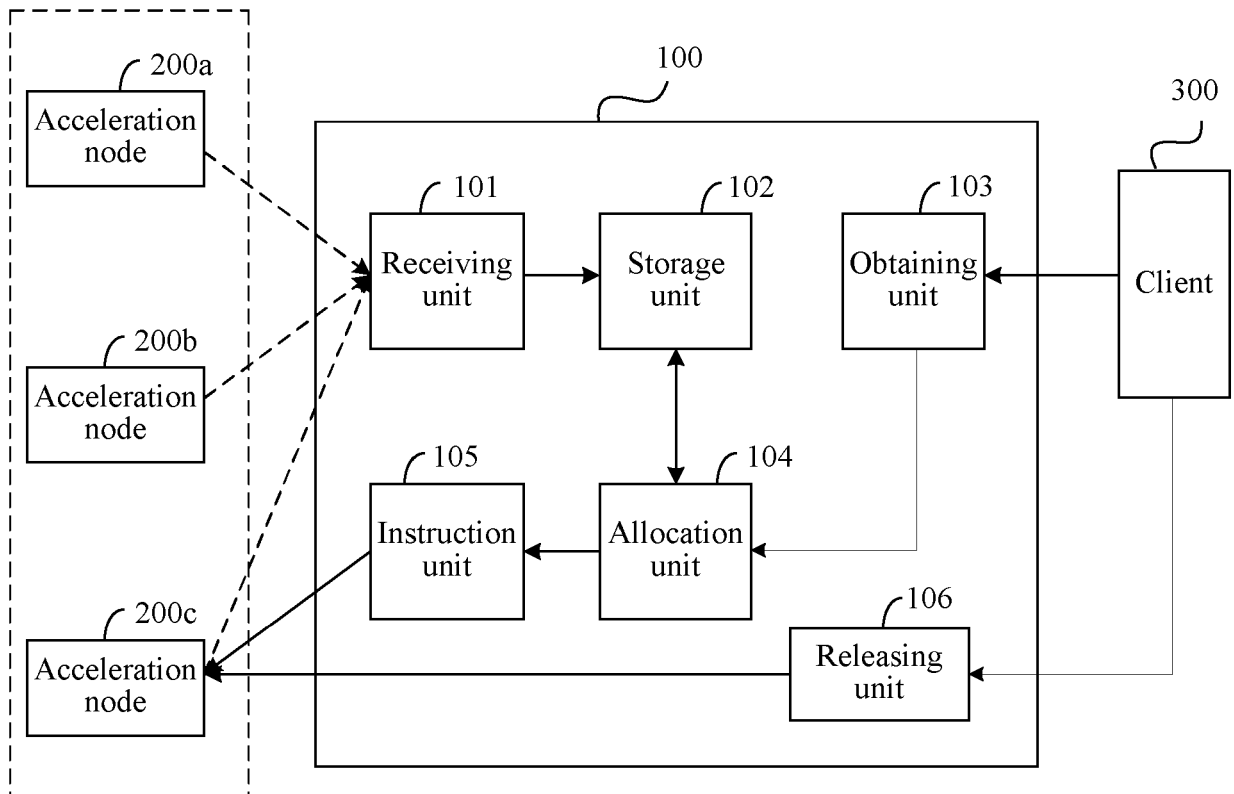 200a
Acceleration
node
100
300
101
Receiving
unit
102
Storage
unit
103
Obtaining
unit
Client
200b
Acceleration
node
105
Instruction
unit
104
Allocation
unit
200c
Acceleration
node
106
Releasing
unit